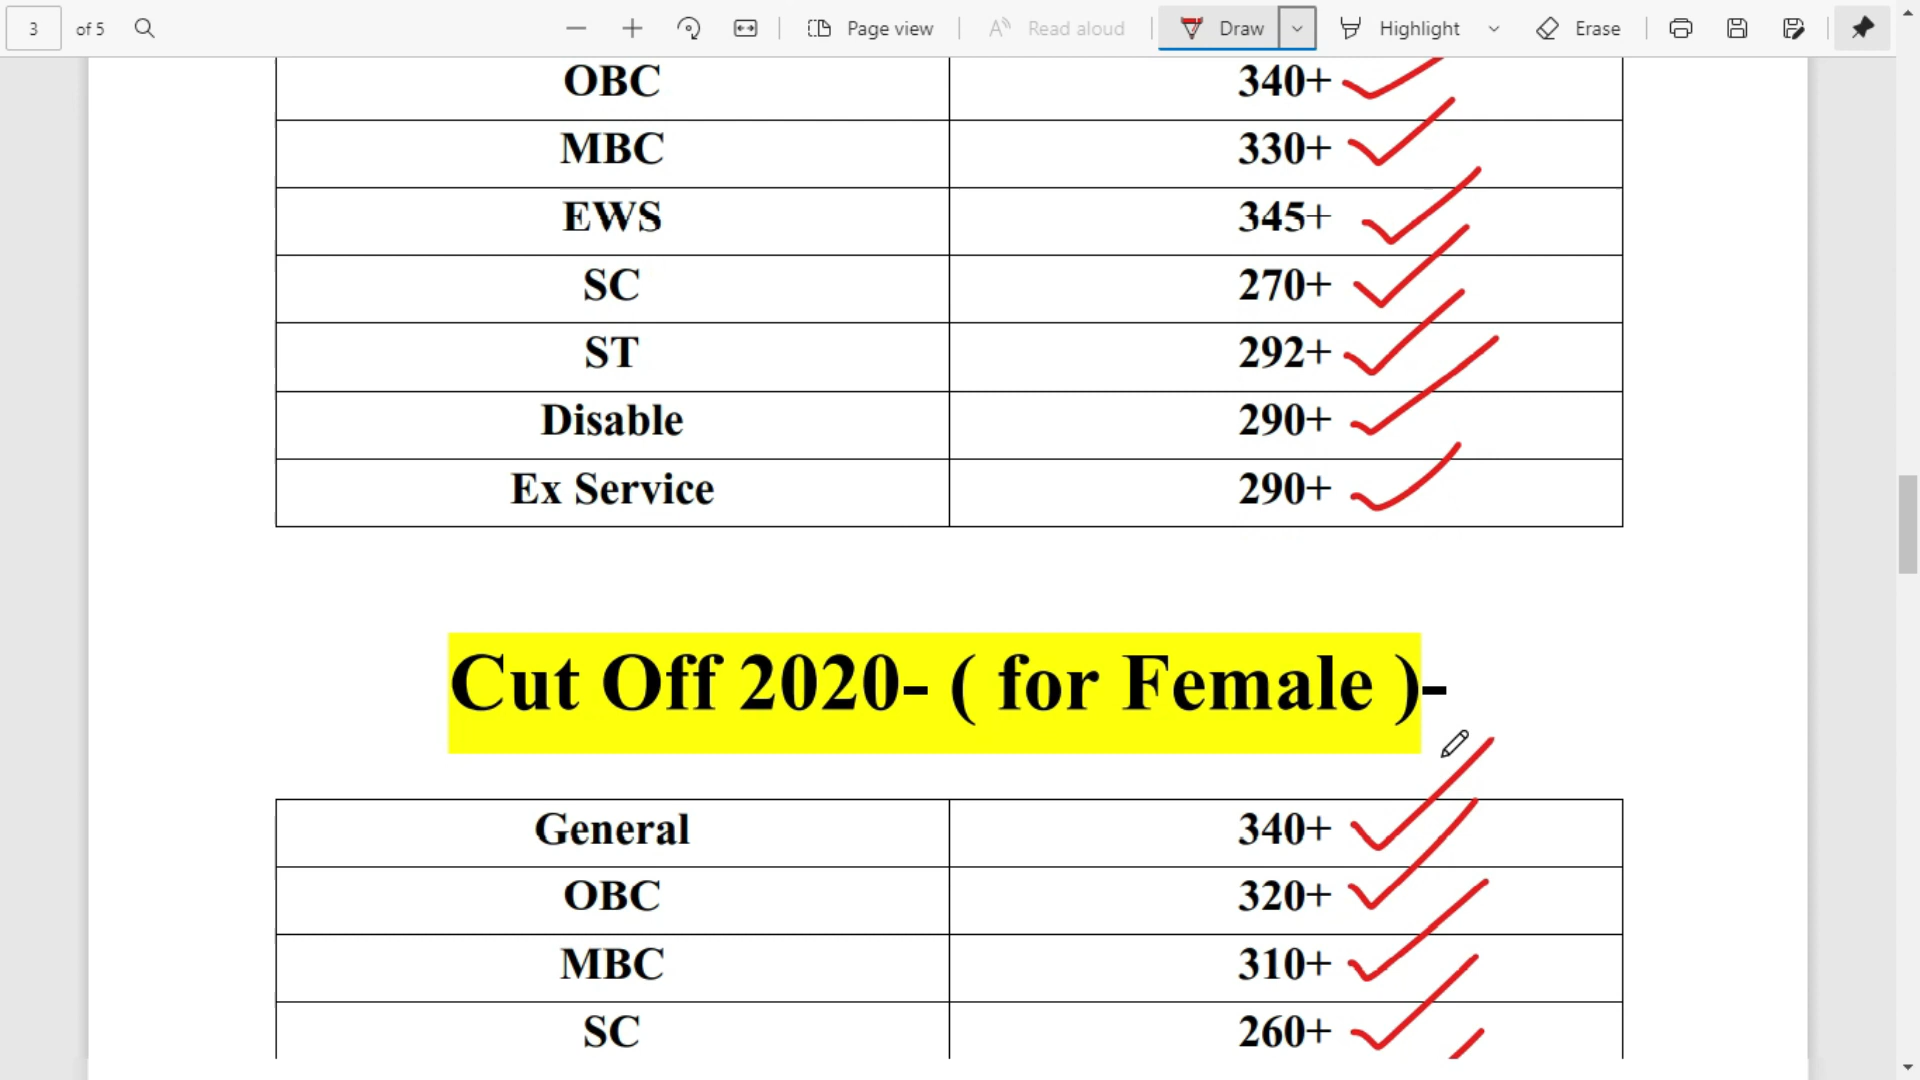 3 of 5 Page view Read aloud Draw Highlight Erase
OBC 340+
MBC 330+
EWS 345+
SC 270+
ST 292+
Disable 290+
Ex Service 290+
Cut Off 2020- ( for Female )-
General 340+
OBC 320+
MBC 310+
SC 260+